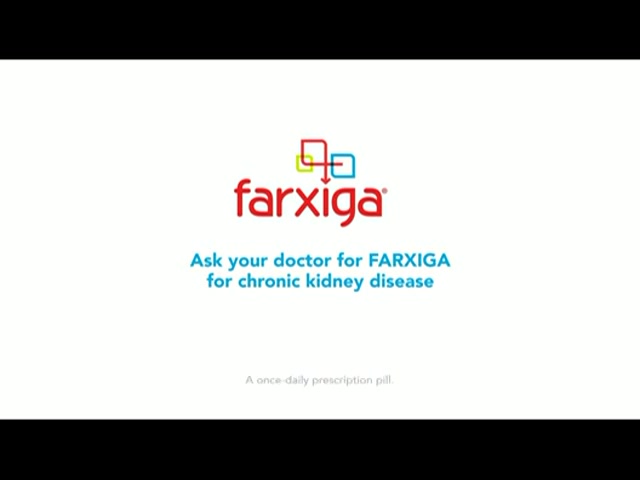 farxiga®
Ask your doctor for FARXIGA
for chronic kidney disease
A once-daily prescription pill.